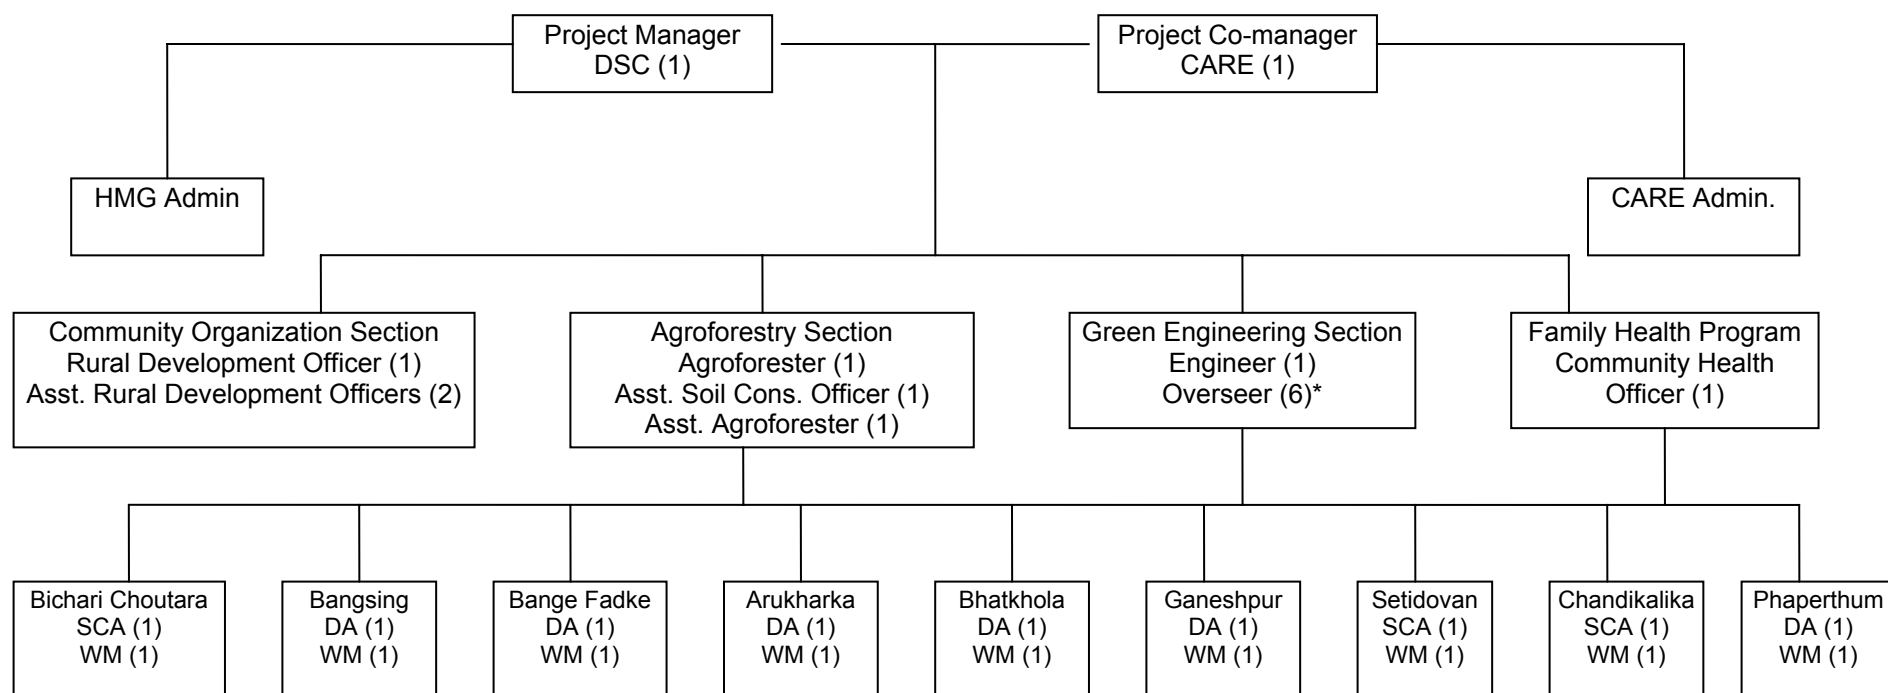 Project Manager
DSC (1)
Project Co-manager
CARE (1)
HMG Admin
CARE Admin.
Community Organization Section
Rural Development Officer (1)
Asst. Rural Development Officers (2)
Agroforestry Section
Agroforester (1)
Asst. Soil Cons. Officer (1)
Asst. Agroforester (1)
Green Engineering Section
Engineer (1)
Overseer (6)*
Family Health Program
Community Health
Officer (1)
Bichari Choutara
SCA (1)
WM (1)
Bangsing
DA (1)
WM (1)
Bange Fadke
DA (1)
WM (1)
Arukharka
DA (1)
WM (1)
Bhatkhola
DA (1)
WM (1)
Ganeshpur
DA (1)
WM (1)
Setidovan
SCA (1)
WM (1)
Chandikalika
SCA (1)
WM (1)
Phaperthum
DA (1)
WM (1)